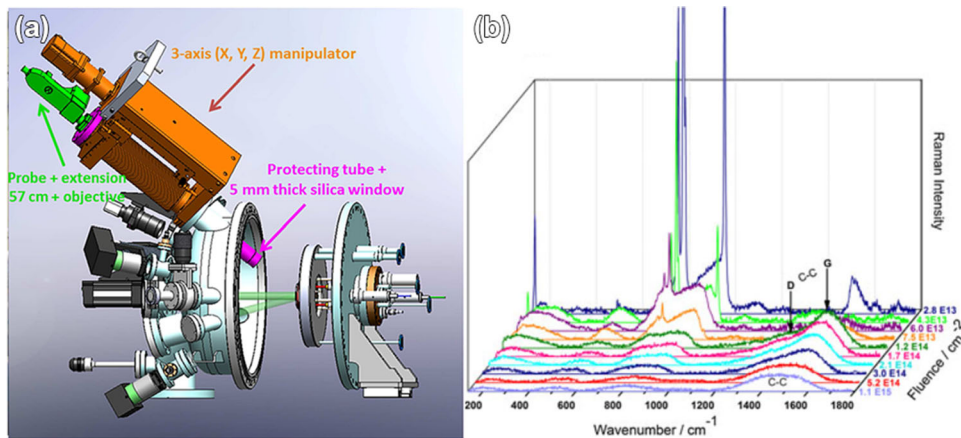 (a)
3-axis (X, Y, Z) manipulator
Probe + extension
57 cm + objective
Protecting tube +
5 mm thick silica window
(b)
Raman Intensity
C-C
D
G
2.8 E13
4.3E13
6.0 E13
7.5 E13
1.2 E14
1.7 E14
2.1 E14
3.0 E14
5.2 E14
1.1 E15
C-C
Fluence /
200 400 600 800 1000 1200 1400 1600 1800
Wavenumber / cm-1